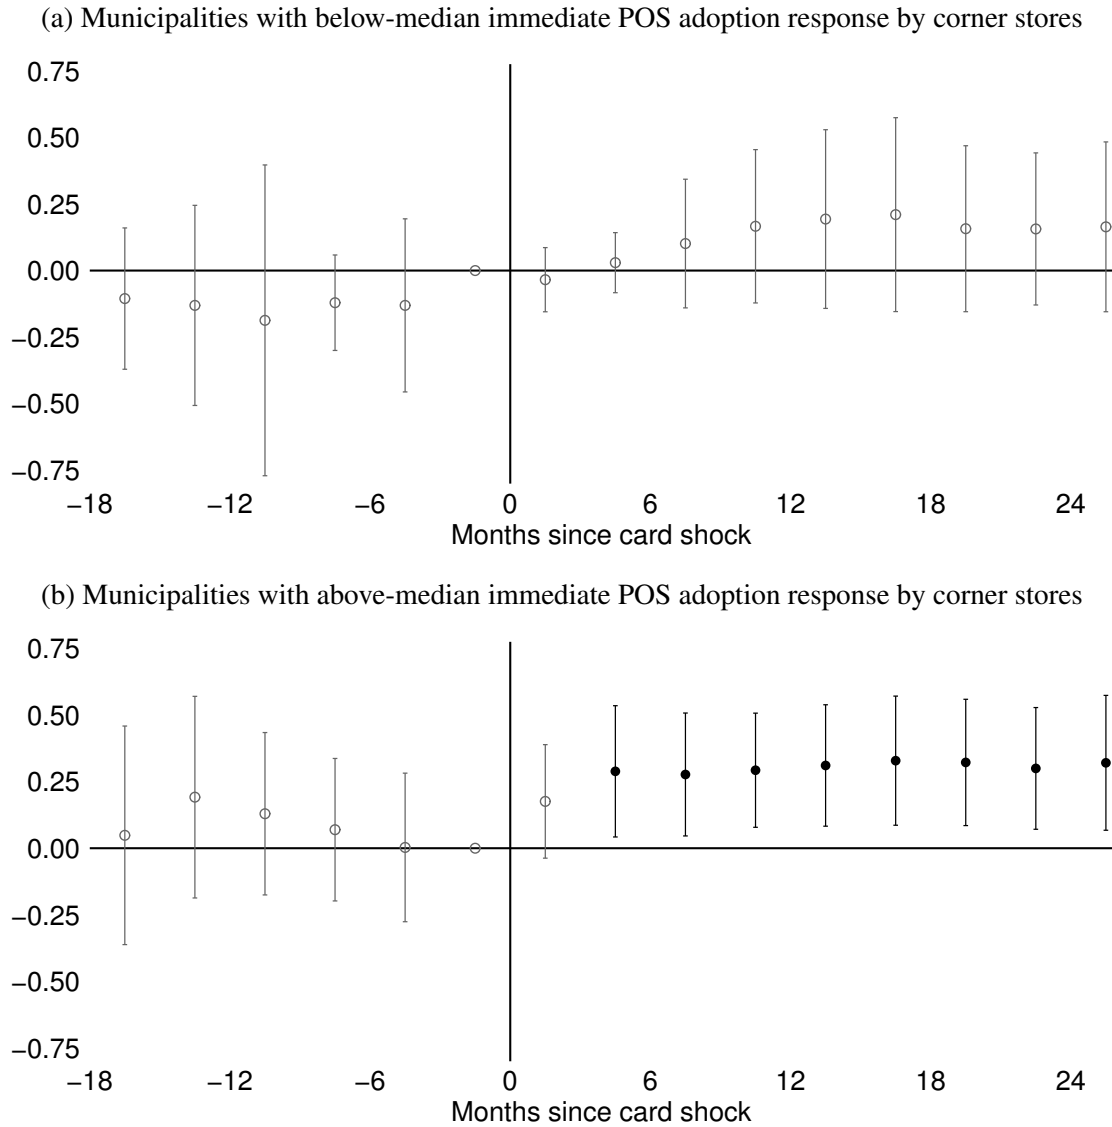 (a) Municipalities with below-median immediate POS adoption response by corner stores
0.75
0.50
0.25
0.00
−0.25
−0.50
−0.75
−18 −12 −6 0 6 12 18 24
Months since card shock
(b) Municipalities with above-median immediate POS adoption response by corner stores
0.75
0.50
0.25
0.00
−0.25
−0.50
−0.75
−18 −12 −6 0 6 12 18 24
Months since card shock